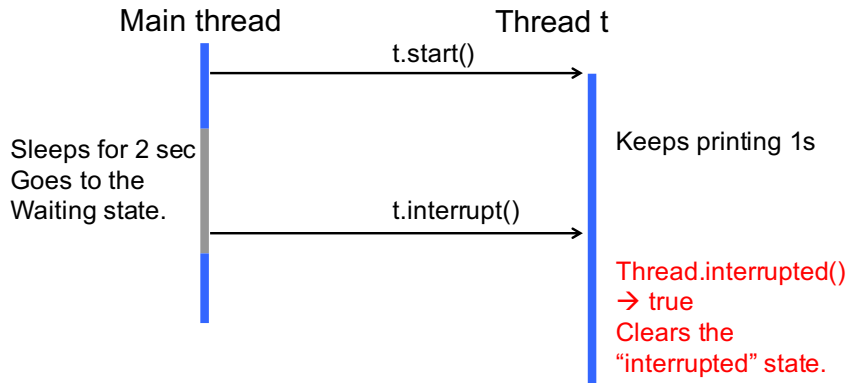 Main thread
Thread t
t.start()
Keeps printing 1s
Sleeps for 2 sec
Goes to the
Waiting state.
t.interrupt()
Thread.interrupted()
→ true
Clears the
“interrupted” state.